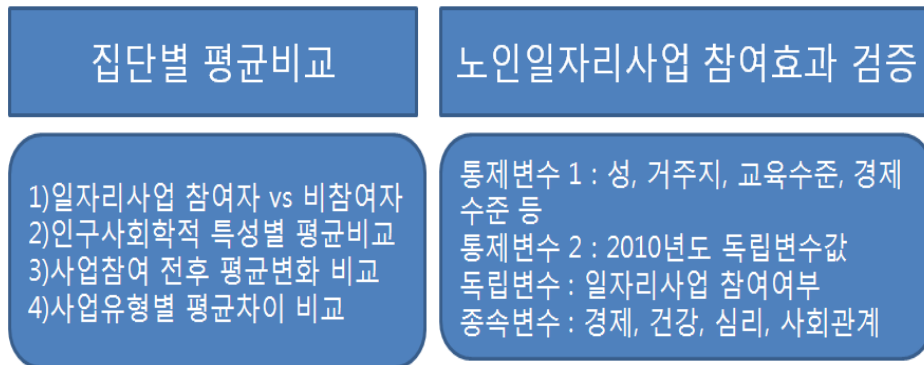 집단별 평균비교
노인일자리사업 참여효과 검증
1)일자리사업 참여자 vs 비참여자
2)인구사회학적 특성별 평균비교
3)사업참여 전후 평균변화 비교
4)사업유형별 평균차이 비교
통제변수 1 : 성, 거주지, 교육수준, 경제
수준 등
통제변수 2 : 2010년도 독립변수값
독립변수 : 일자리사업 참여여부
종속변수 : 경제, 건강, 심리, 사회관계